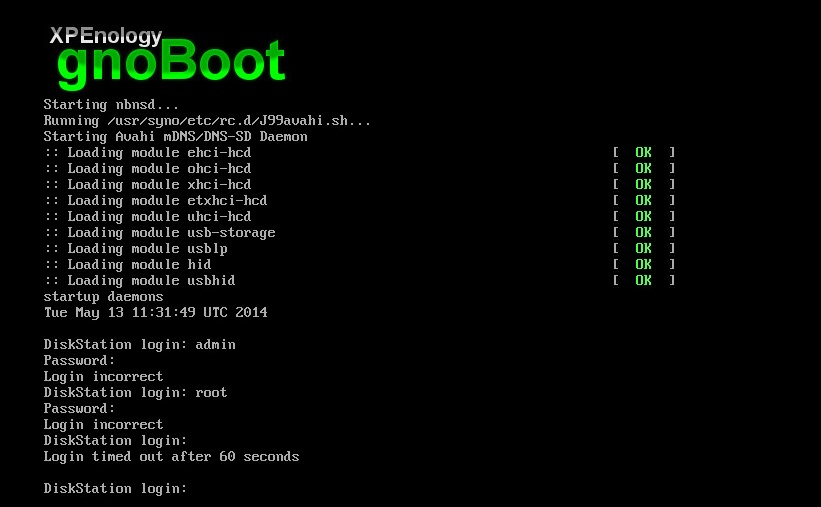 XPEnology
gnoBoot
Starting nbnsd...
Running /usr/syno/etc/rc.d/J99avahi.sh...
Starting Avahi mDNS/DNS-SD Daemon
:: Loading module ehci-hcd [ OK ]
:: Loading module ohci-hcd [ OK ]
:: Loading module xhci-hcd [ OK ]
:: Loading module etxhci-hcd [ OK ]
:: Loading module uhci-hcd [ OK ]
:: Loading module usb-storage [ OK ]
:: Loading module usblp [ OK ]
:: Loading module hid [ OK ]
:: Loading module usbhid [ OK ]
startup daemons
Tue May 13 11:31:49 UTC 2014
DiskStation login: admin
Password:
Login incorrect
DiskStation login: root
Password:
Login incorrect
DiskStation login:
Login timed out after 60 seconds
DiskStation login: